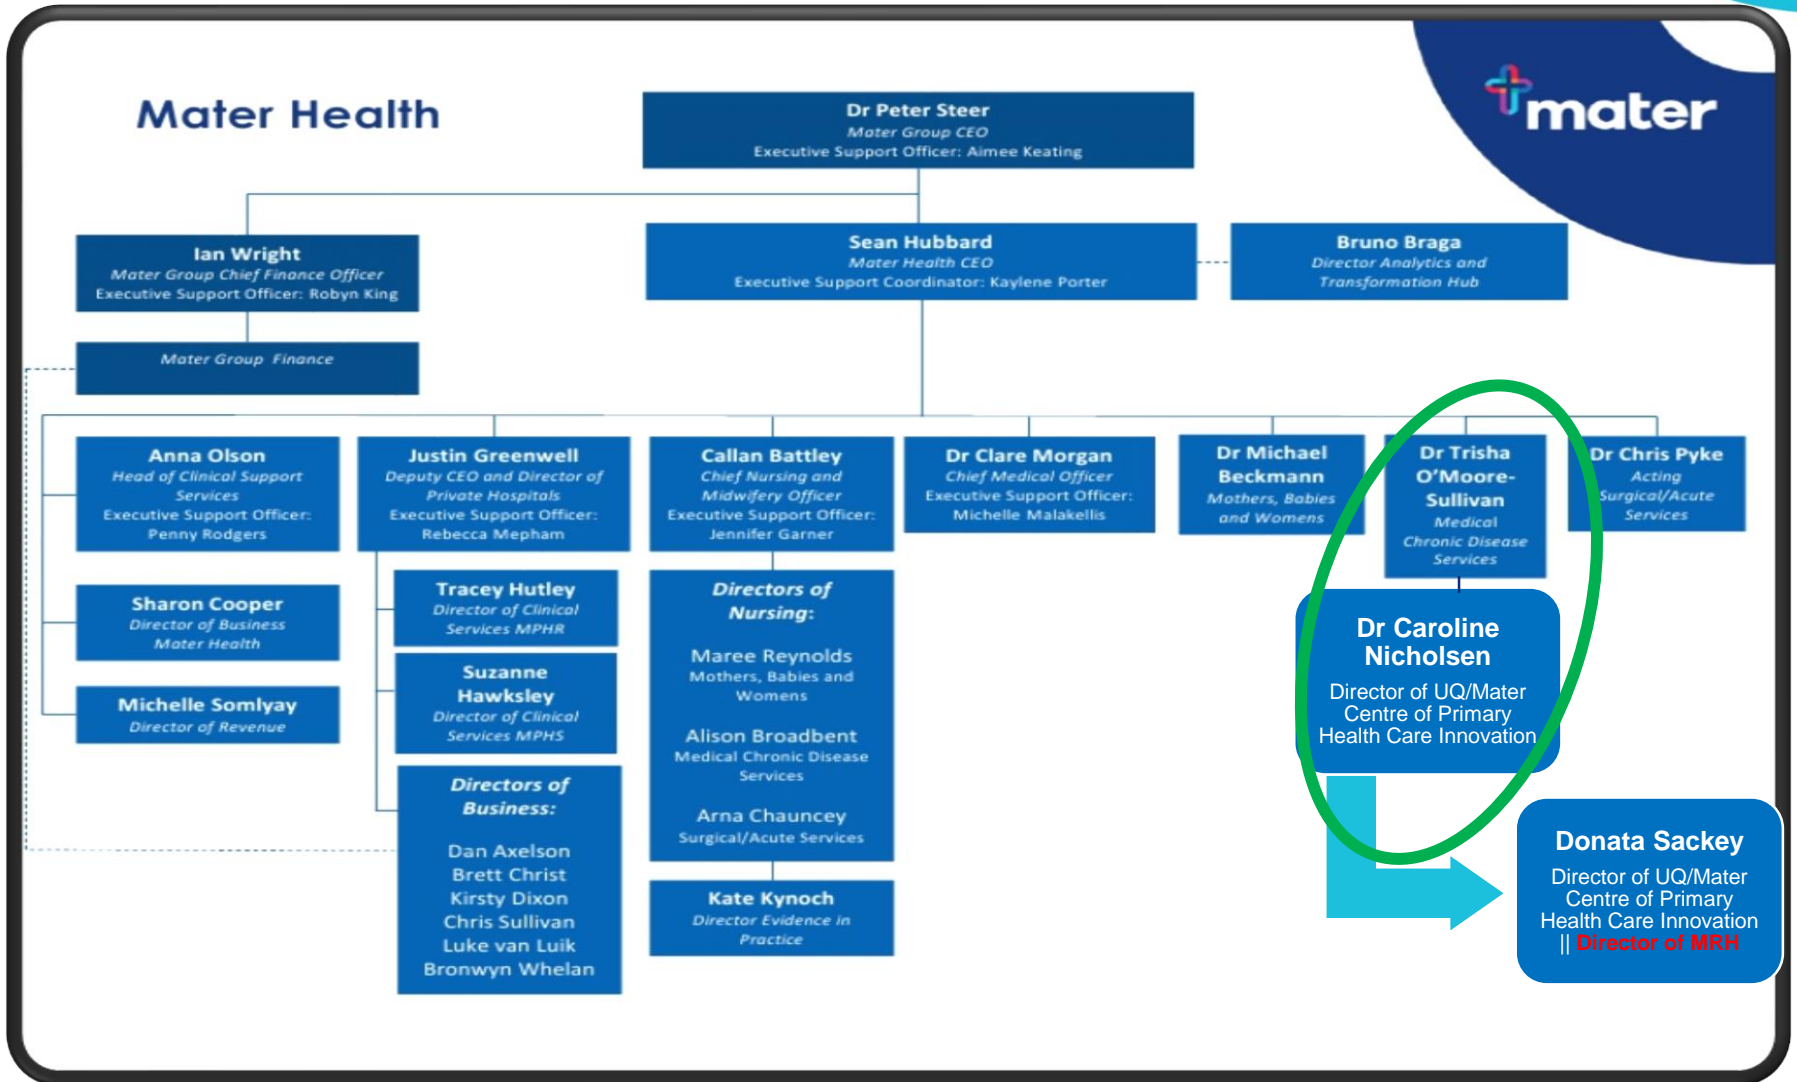 Mater Health
mater
Dr Peter Steer
Mater Group CEO
Executive Support Officer: Aimee Keating
Ian Wright
Mater Group Chief Finance Officer
Executive Support Officer: Robyn King
Sean Hubbard
Mater Health CEO
Executive Support Coordinator: Kaylene Porter
Bruno Braga
Director Analytics and
Transformation Hub
Mater Group Finance
Anna Olson
Head of Clinical Support
Services
Executive Support Officer:
Penny Rodgers
Justin Greenwell
Deputy CEO and Director of
Private Hospitals
Executive Support Officer:
Rebecca Mepham
Callan Battley
Chief Nursing and
Midwifery Officer
Executive Support Officer:
Jennifer Garner
Dr Clare Morgan
Chief Medical Officer
Executive Support Officer:
Michelle Malakellis
Dr Michael
Beckmann
Mothers, Babies
and Womens
Dr Trisha
O'Moore-
Sullivan
Medical
Chronic Disease
Services
Dr Chris Pyke
Acting
Surgical/Acute
Services
Sharon Cooper
Director of Business
Mater Health
Michelle Somlyay
Director of Revenue
Tracey Hutley
Director of Clinical
Services MPHR
Suzanne
Hawksley
Director of Clinical
Services MPHS
Directors of
Business:
Dan Axelson
Brett Christ
Kirsty Dixon
Chris Sullivan
Luke van Luik
Bronwyn Whelan
Directors of
Nursing:
Maree Reynolds
Mothers, Babies and
Womens
Alison Broadbent
Medical Chronic Disease
Services
Arna Chauncey
Surgical/Acute Services
Kate Kynoch
Director Evidence in
Practice
Dr Caroline
Nicholsen
Director of UQ/Mater
Centre of Primary
Health Care Innovation
Donata Sackey
Director of UQ/Mater
Centre of Primary
Health Care Innovation
|| Director of MRH